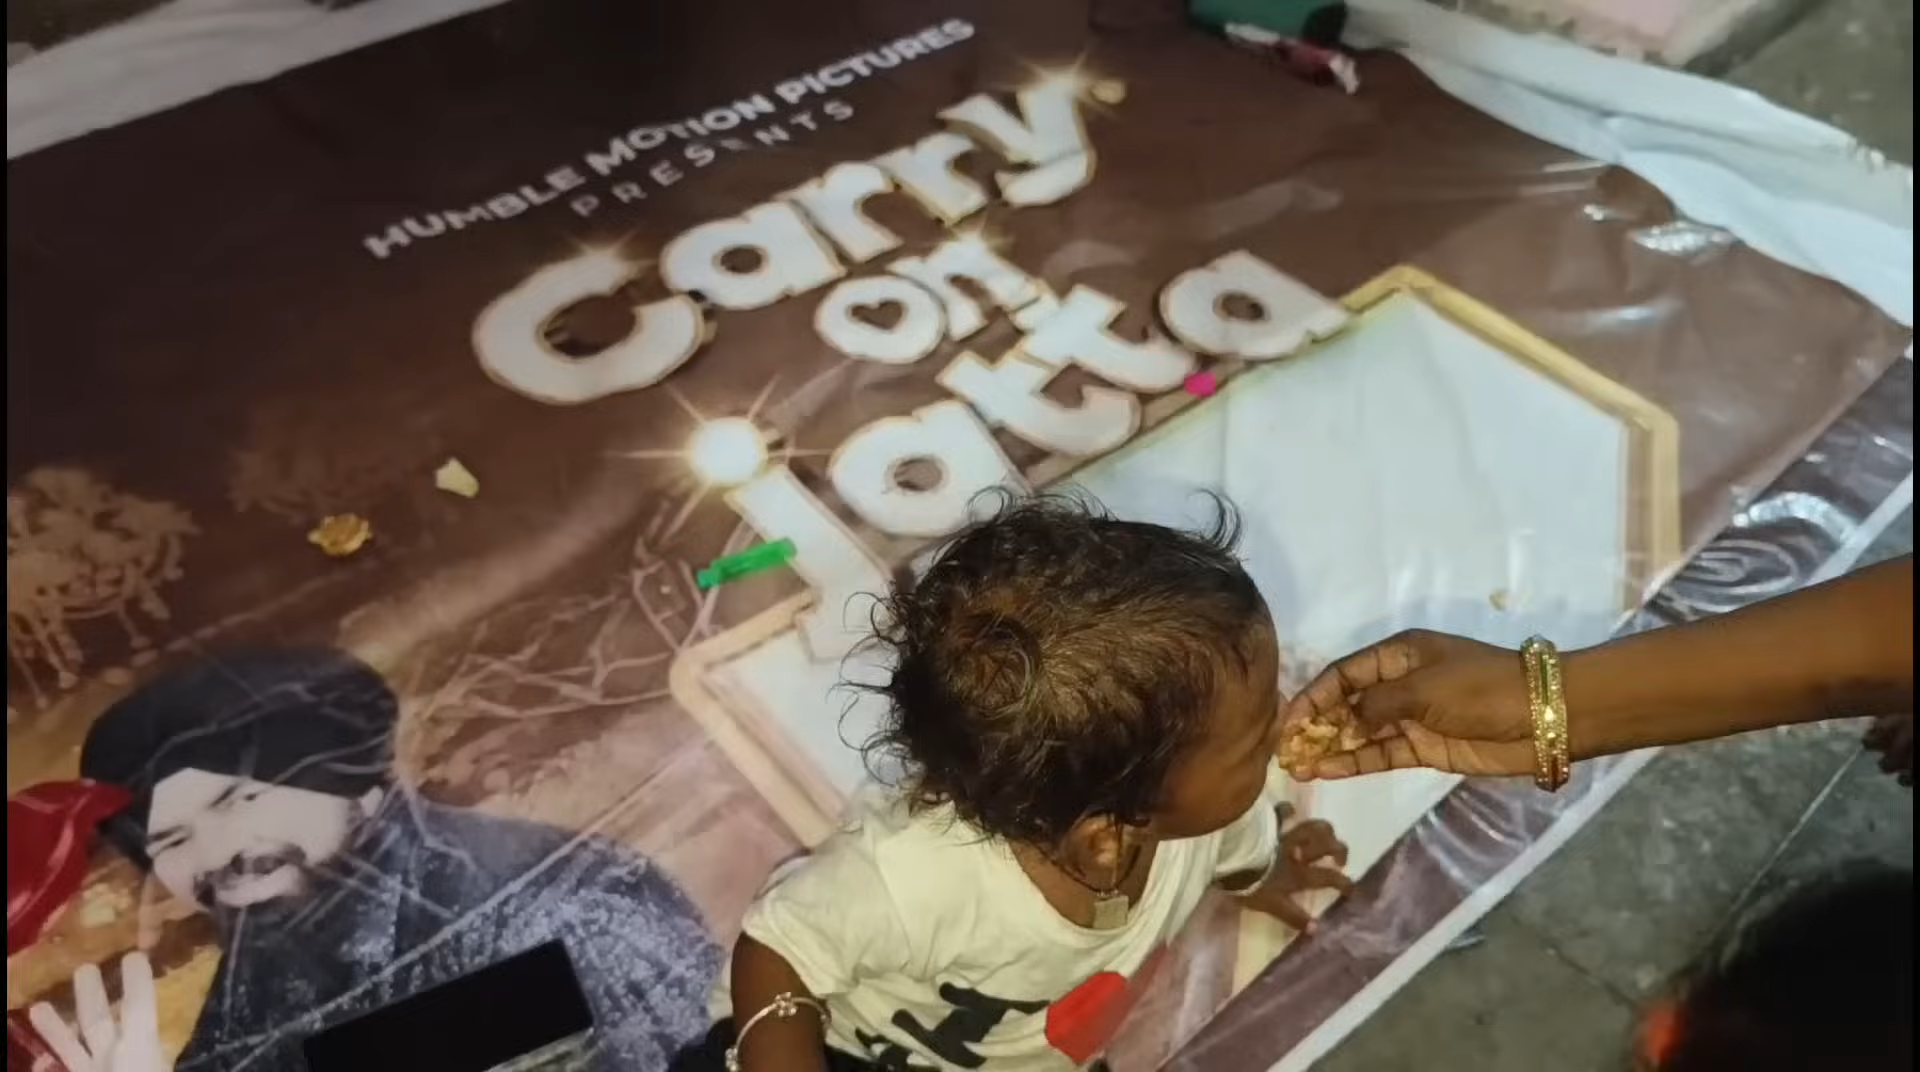 HUMBLE MOTION PICTURES
PRESENTS
Carry
on
jatta